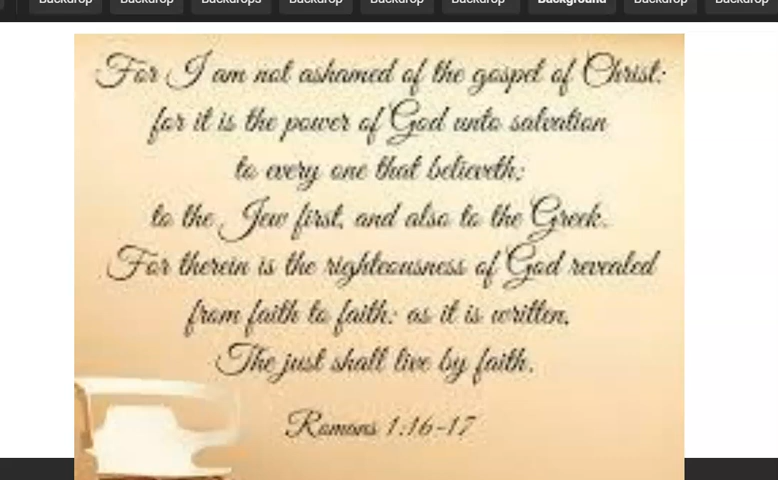 Backdrop Backdrop Backdrops Backdrop Backdrop Backdrop Background Backdrop Backdrop
For I am not ashamed of the gospel of Christ:
for it is the power of God unto salvation
to every one that believeth;
to the Jew first, and also to the Greek.
For therein is the righteousness of God revealed
from faith to faith: as it is written,
The just shall live by faith.
Romans 1:16-17